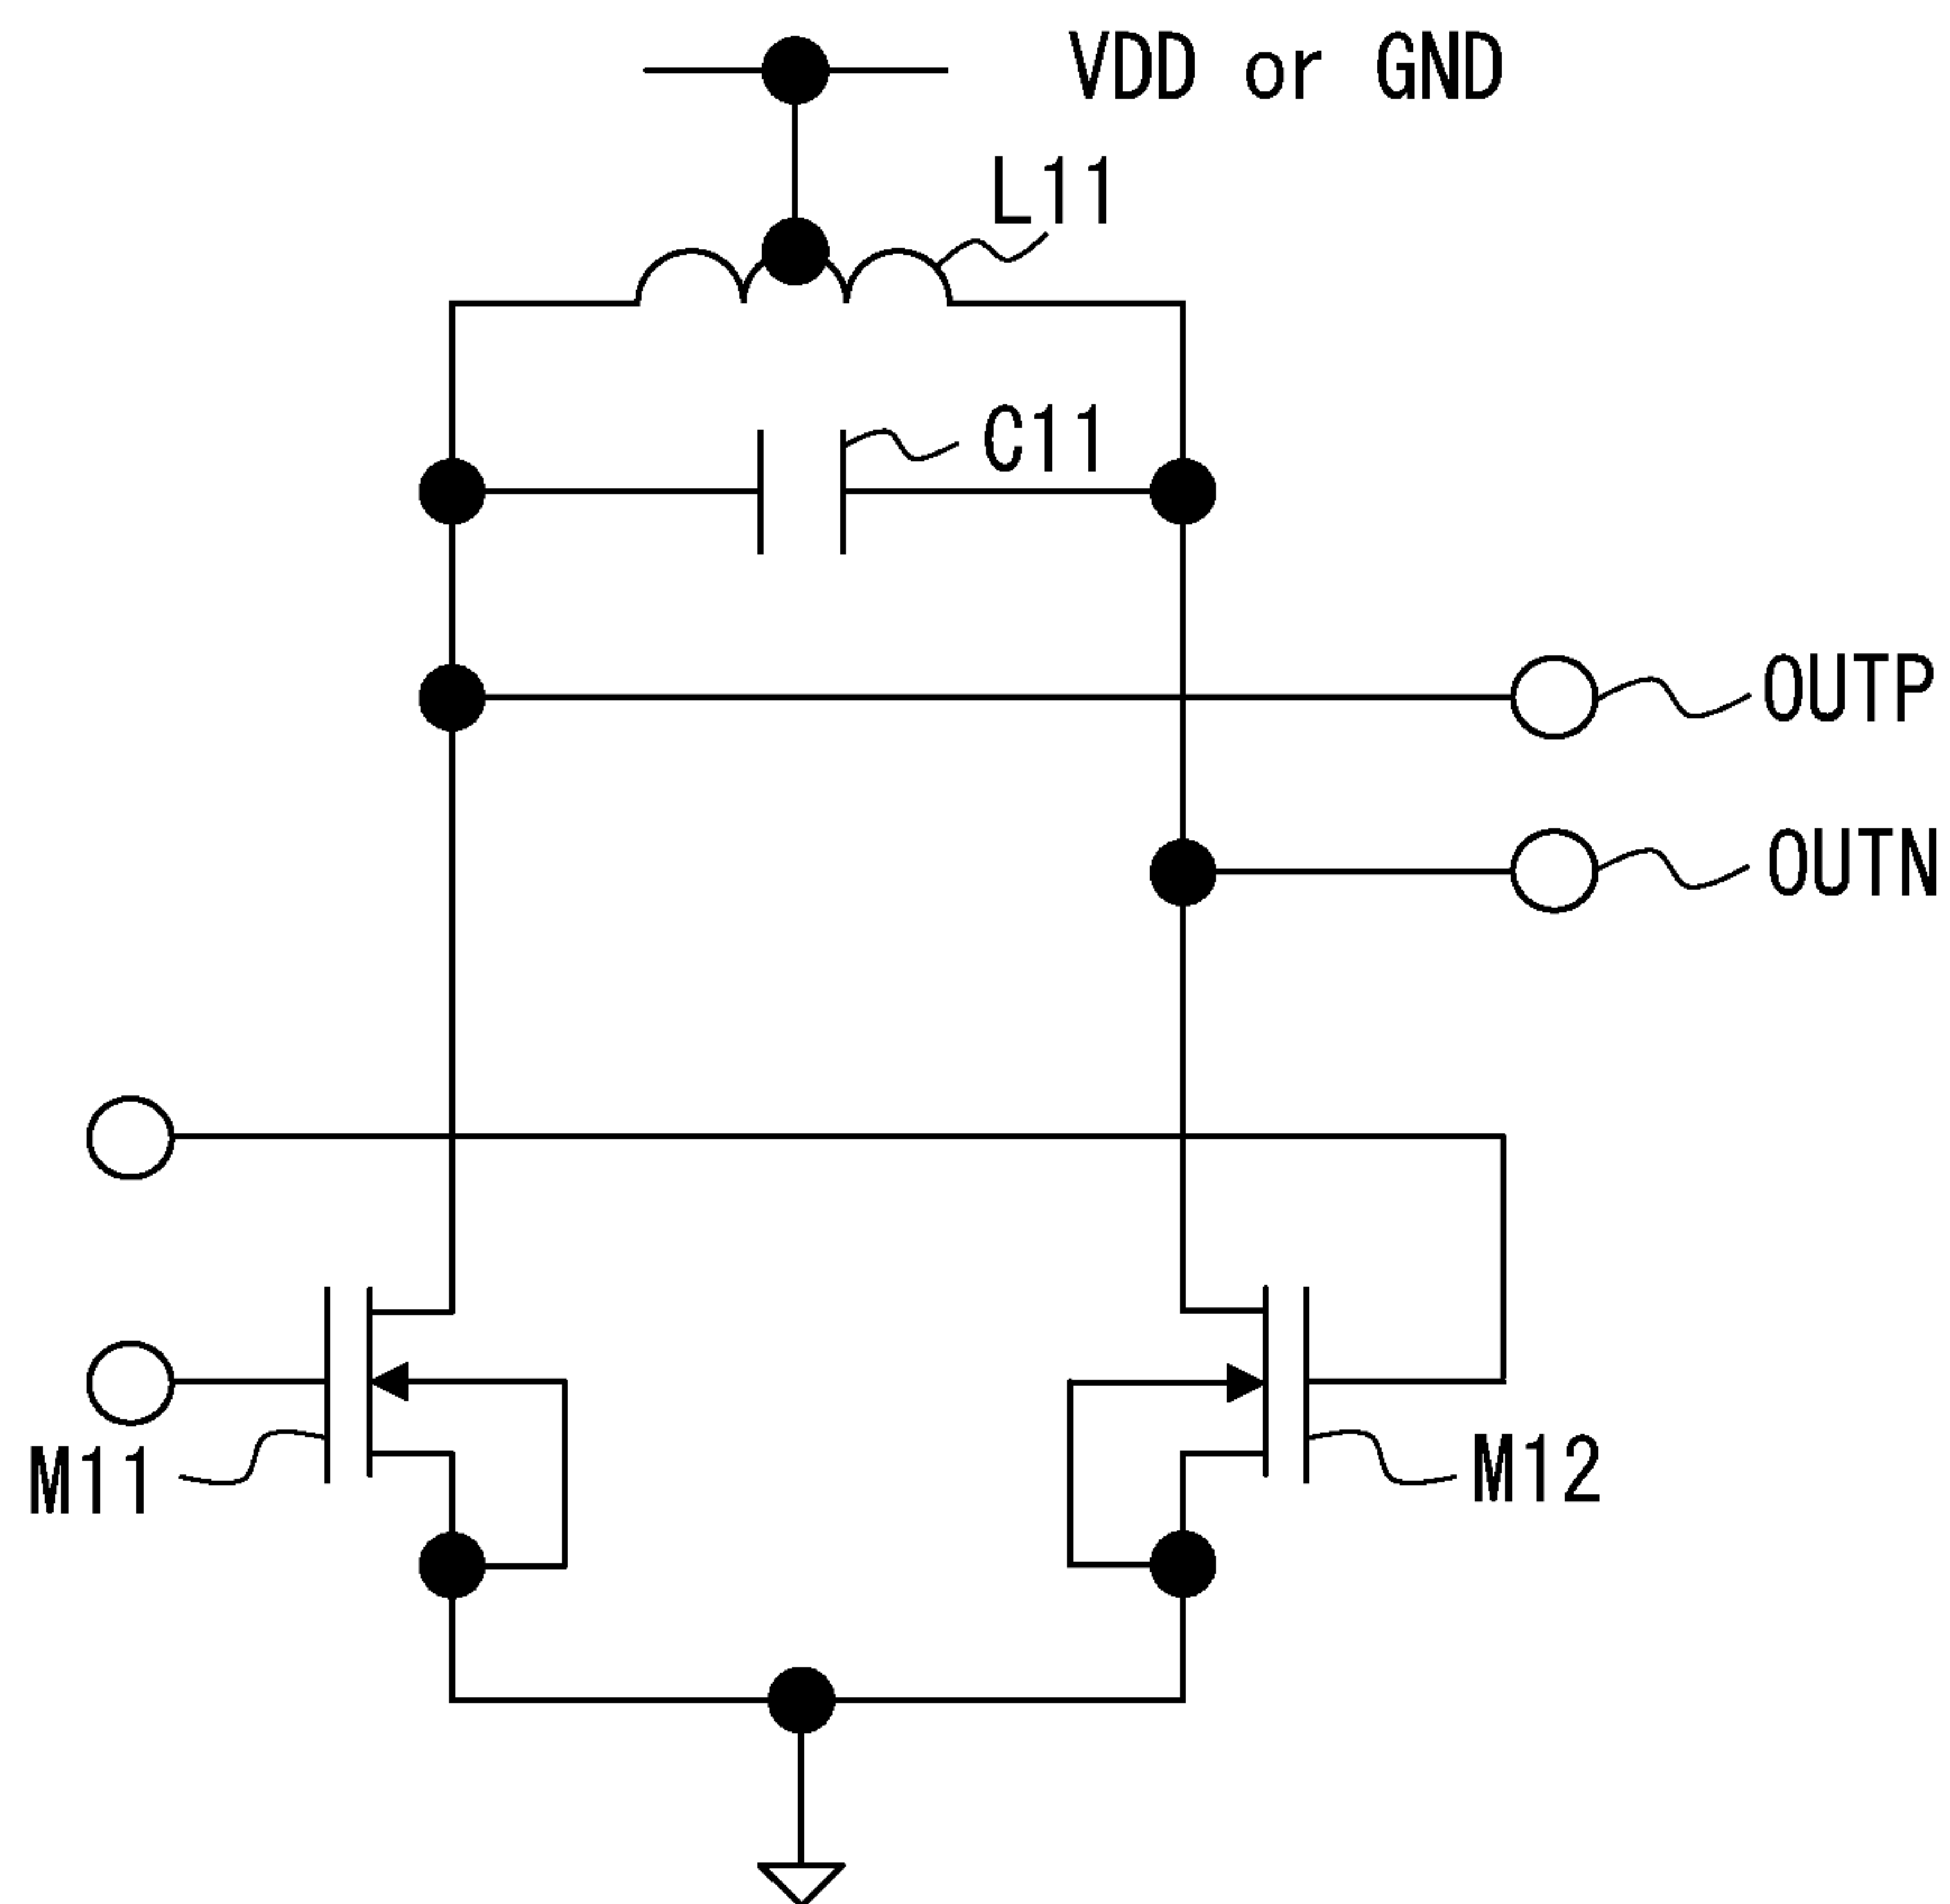 VDD or GND
L11
C11
OUTP
OUTN
M11
M12